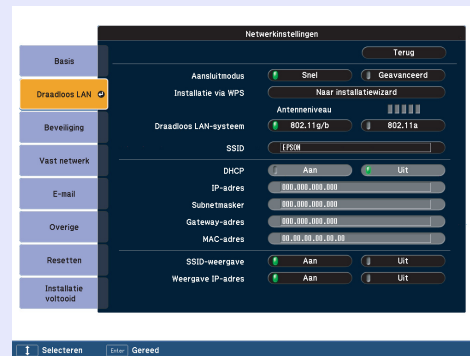 Netwerkinstellingen
Terug
Basis
Draadloos LAN
Beveiliging
Vast netwerk
E-mail
Overige
Resetten
Installatie
voltooid
Aansluitmodus Snel Geavanceerd
Installatie via WPS Naar installatiewizard
Antenneniveau
Draadloos LAN-systeem 802.11g/b 802.11a
SSID EPSON
DHCP Aan Uit
IP-adres 000.000.000.000
Subnetmasker 000.000.000.000
Gateway-adres 000.000.000.000
MAC-adres 00.00.00.00.00.00
SSID-weergave Aan Uit
Weergave IP-adres Aan Uit
Selecteren Enter Gereed